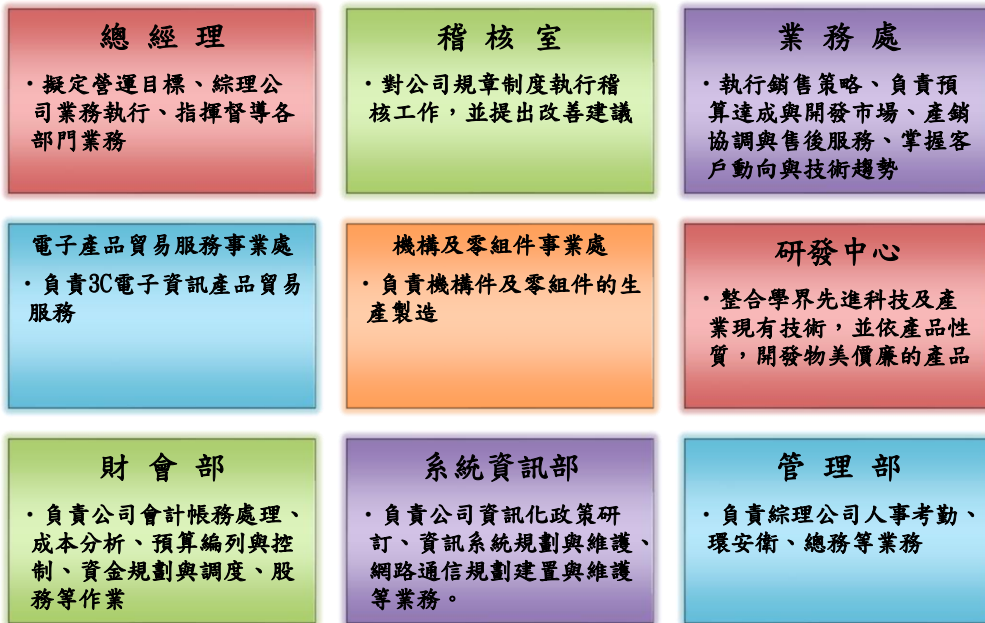 總經理
・擬定營運目標、綜理公
司業務執行、指揮督導各
部門業務
稽核室
・對公司規章制度執行稽
核工作，並提出改善建議
業務處
・執行銷售策略、負責預
算達成與開發市場、產銷
協調與售後服務、掌握客
戶動向與技術趨勢
電子產品貿易服務事業處
・負責3C電子資訊產品貿易
服務
機構及零組件事業處
・負責機構件及零組件的生
產製造
研發中心
・整合學界先進科技及產
業現有技術，並依產品性
質，開發物美價廉的產品
財會部
・負責公司會計帳務處理、
成本分析、預算編列與控
制、資金規劃與調度、股
務等作業
系統資訊部
・負責公司資訊化政策研
訂、資訊系統規劃與維護、
網路通信規劃建置與維護
等業務。
管理部
・負責綜理公司人事考勤、
環安衛、總務等業務